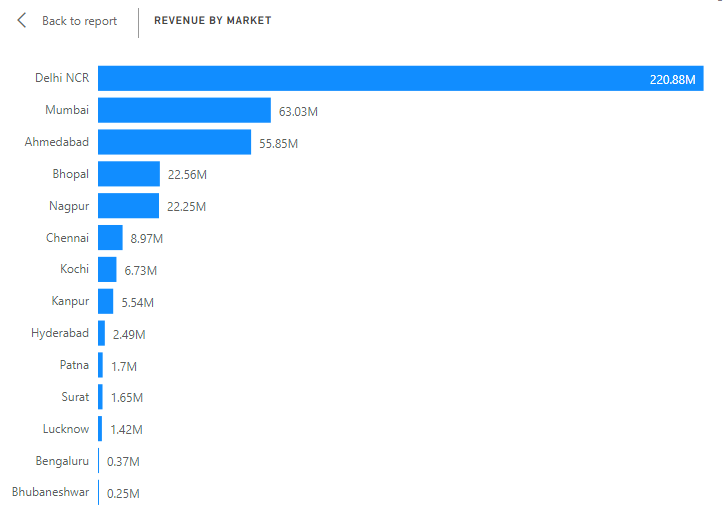 Back to report
REVENUE BY MARKET
Delhi NCR 220.88M
Mumbai 63.03M
Ahmedabad 55.85M
Bhopal 22.56M
Nagpur 22.25M
Chennai 8.97M
Kochi 6.73M
Kanpur 5.54M
Hyderabad 2.49M
Patna 1.7M
Surat 1.65M
Lucknow 1.42M
Bengaluru 0.37M
Bhubaneshwar 0.25M